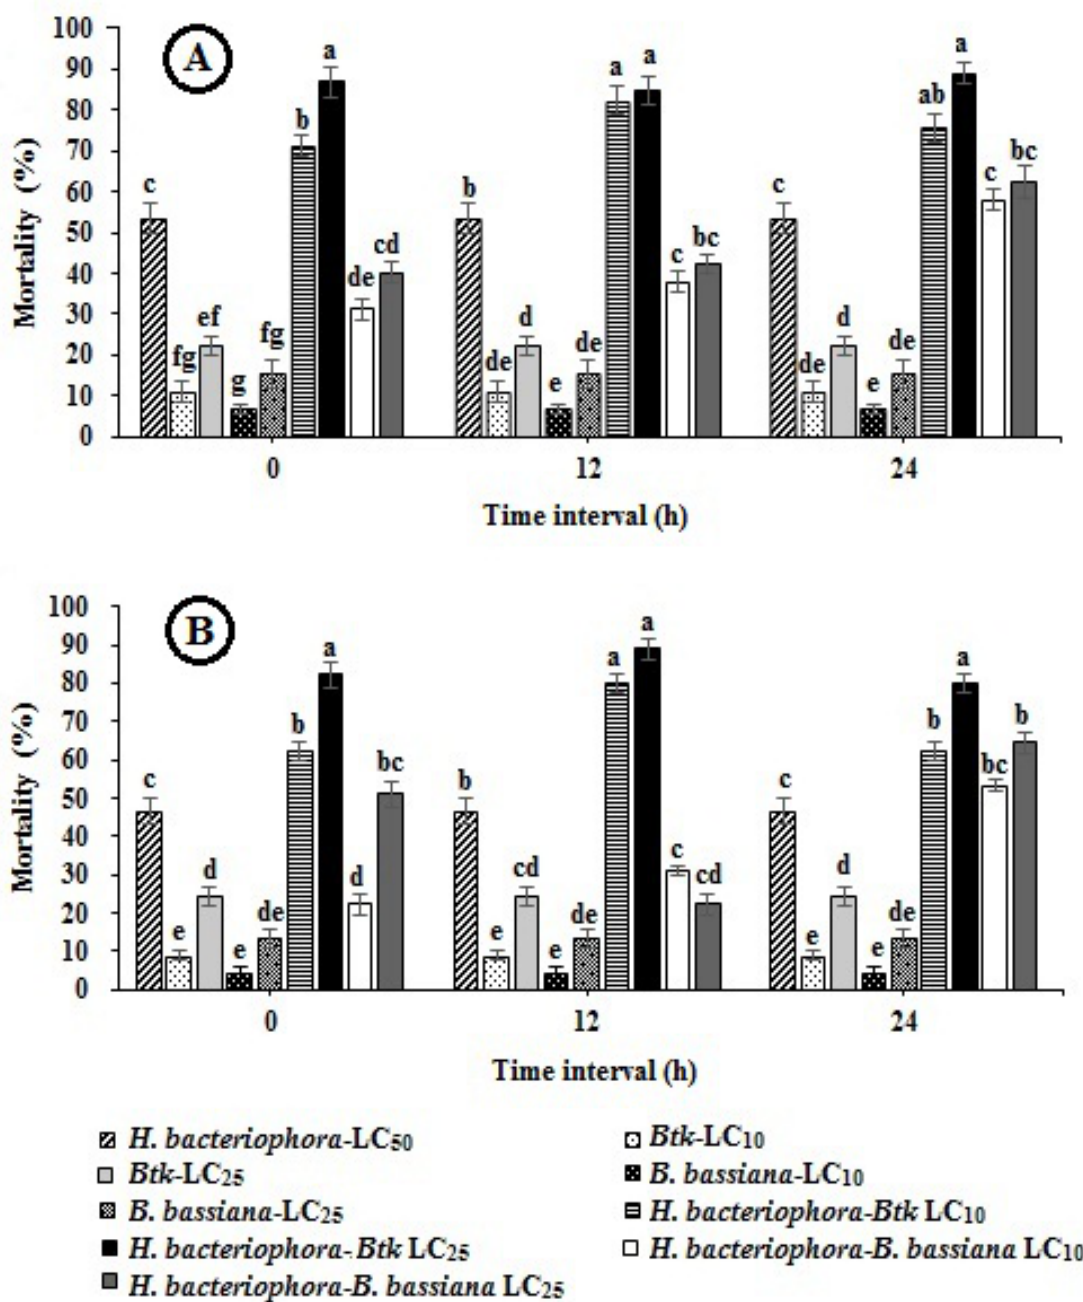 A
Mortality (%)
100
90
80
70
60
50
40
30
20
10
0
c
fg
ef
g
fg
b
a
de
cd
b
de
d
e
de
a
a
c
bc
c
de
d
e
de
ab
a
c
bc
0
12
24
Time interval (h)
B
Mortality (%)
100
90
80
70
60
50
40
30
20
10
0
c
e
d
e
de
b
a
d
bc
b
e
cd
e
de
a
a
c
cd
c
e
d
e
de
b
a
bc
b
0
12
24
Time interval (h)
H. bacteriophora-LC50
Btk-LC10
Btk-LC25
B. bassiana-LC10
B. bassiana-LC25
H. bacteriophora-Btk LC10
H. bacteriophora-Btk LC25
H. bacteriophora-B. bassiana LC10
H. bacteriophora-B. bassiana LC25